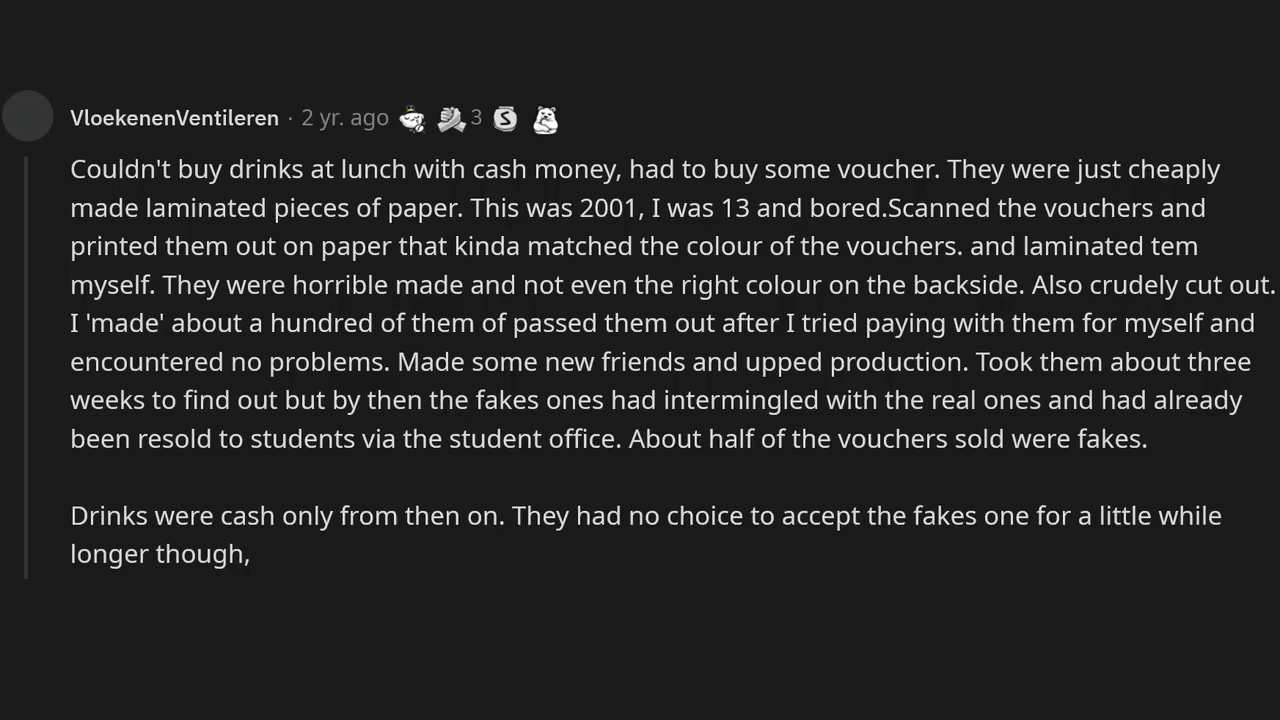 VloekenenVentileren · 2 yr. ago 3 S
Couldn't buy drinks at lunch with cash money, had to buy some voucher. They were just cheaply
made laminated pieces of paper. This was 2001, I was 13 and bored.Scanned the vouchers and
printed them out on paper that kinda matched the colour of the vouchers. and laminated tem
myself. They were horrible made and not even the right colour on the backside. Also crudely cut out.
I 'made' about a hundred of them of passed them out after I tried paying with them for myself and
encountered no problems. Made some new friends and upped production. Took them about three
weeks to find out but by then the fakes ones had intermingled with the real ones and had already
been resold to students via the student office. About half of the vouchers sold were fakes.
Drinks were cash only from then on. They had no choice to accept the fakes one for a little while
longer though,